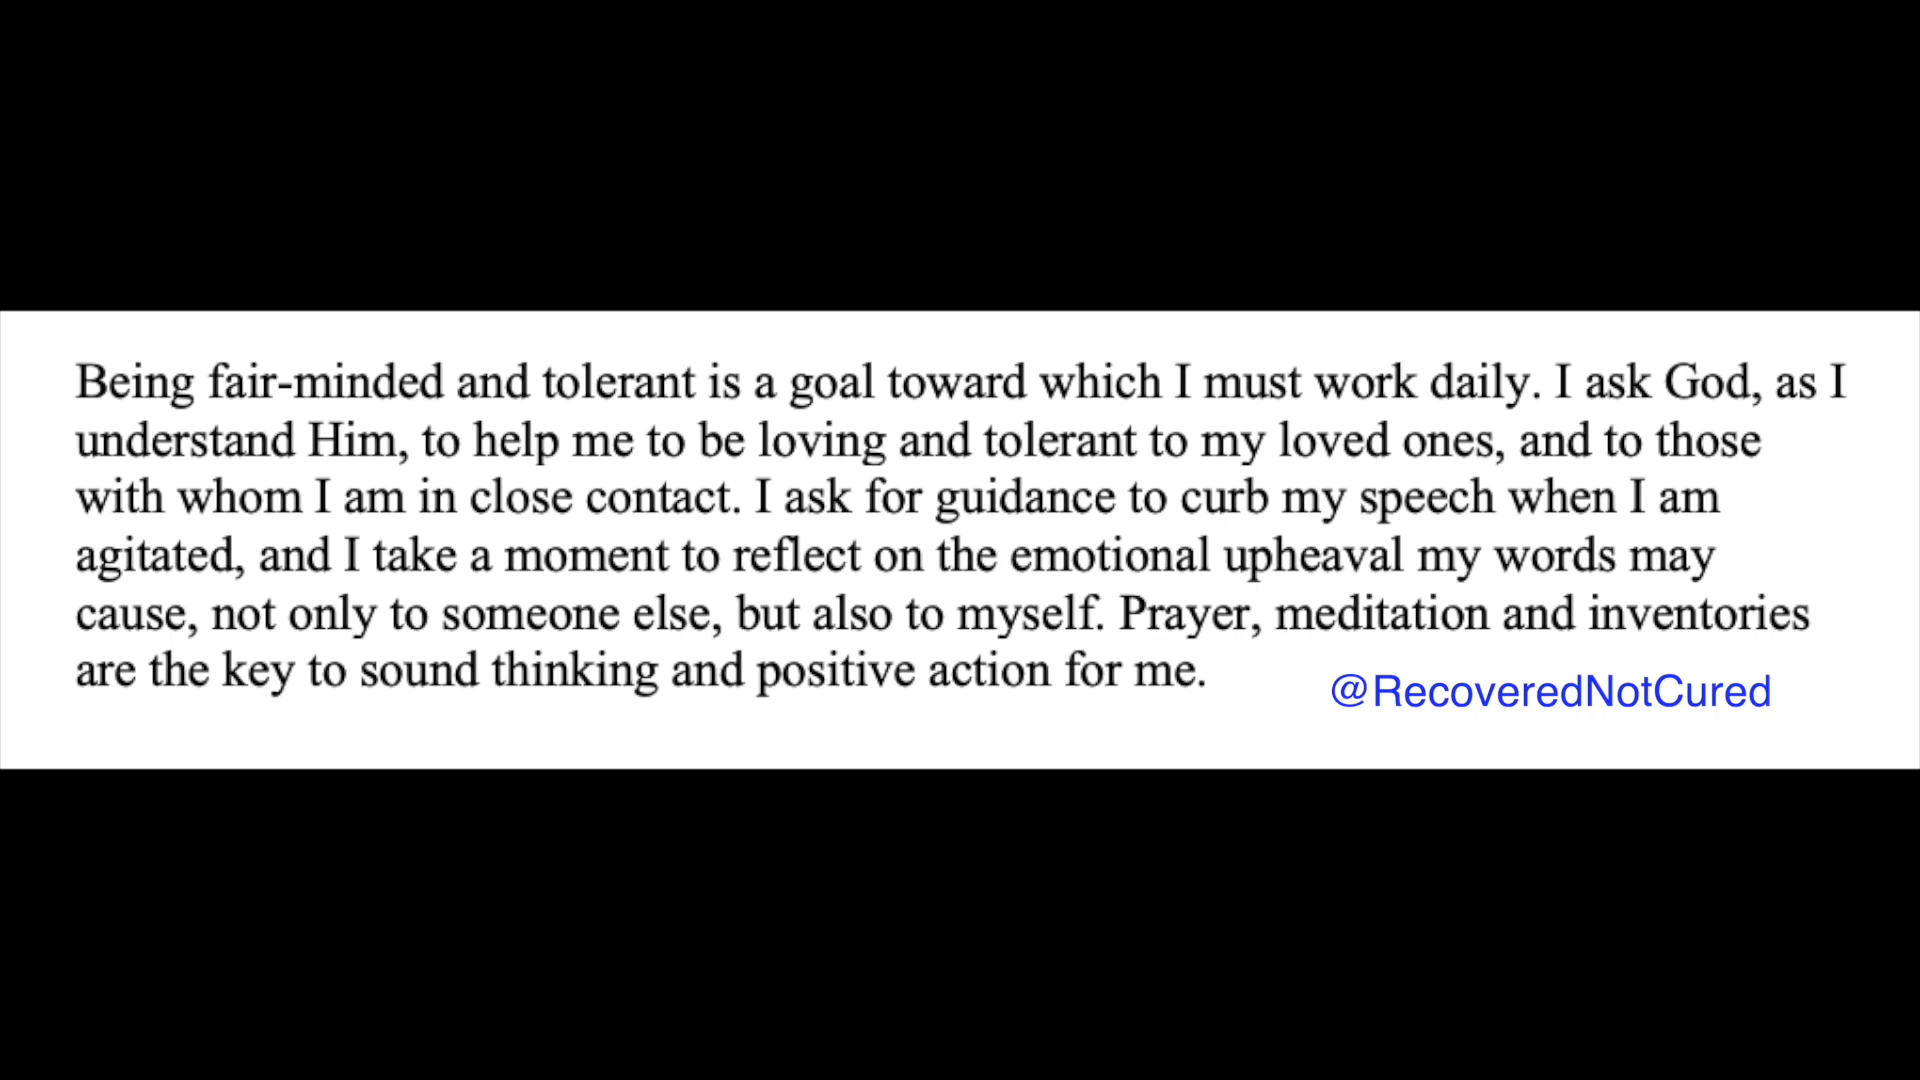 Being fair-minded and tolerant is a goal toward which I must work daily. I ask God, as I
understand Him, to help me to be loving and tolerant to my loved ones, and to those
with whom I am in close contact. I ask for guidance to curb my speech when I am
agitated, and I take a moment to reflect on the emotional upheaval my words may
cause, not only to someone else, but also to myself. Prayer, meditation and inventories
are the key to sound thinking and positive action for me.
@RecoveredNotCured